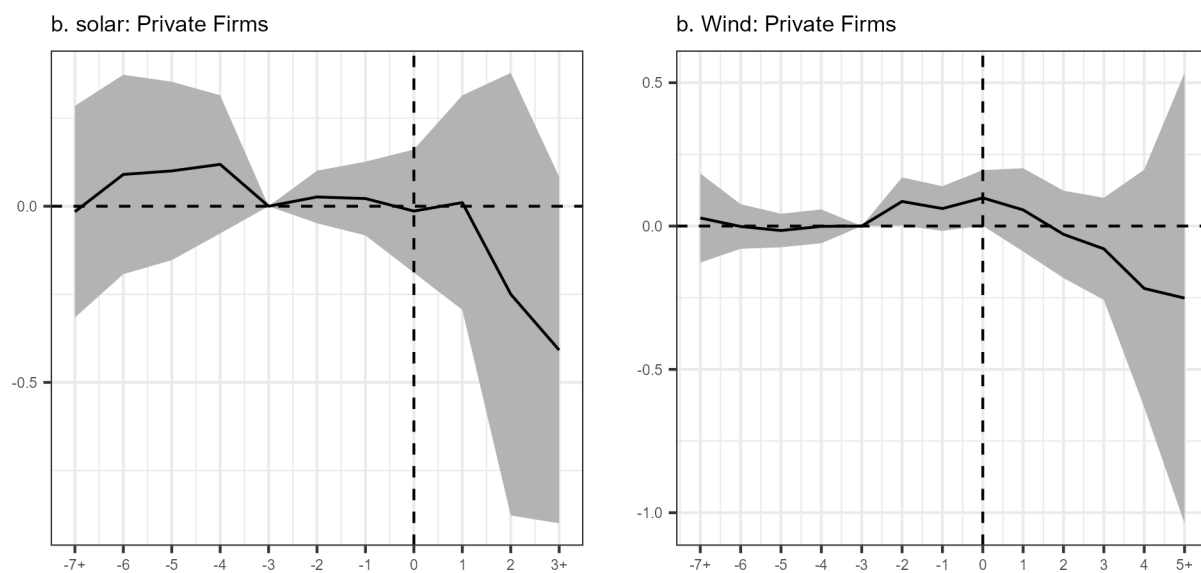 b. solar: Private Firms
0.0
-0.5
-7+ -6 -5 -4 -3 -2 -1 0 1 2 3+
b. Wind: Private Firms
0.5
0.0
-0.5
-1.0
-7+ -6 -5 -4 -3 -2 -1 0 1 2 3 4 5+